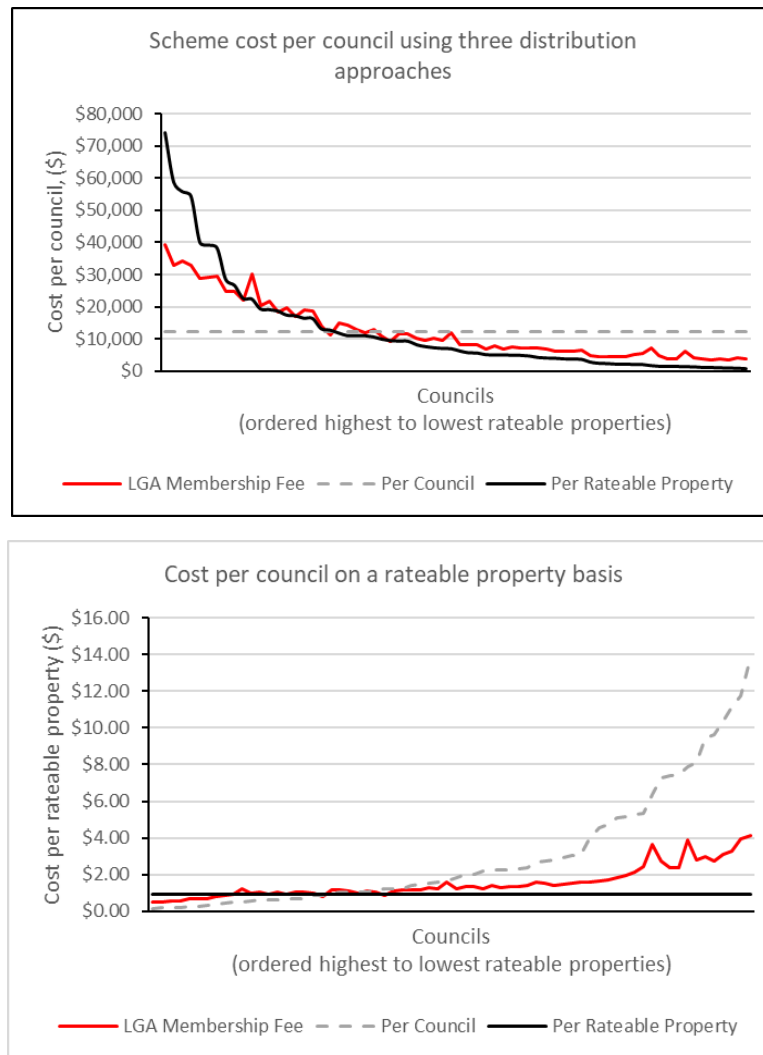 Scheme cost per council using three distribution
approaches
Cost per council, ($)
$80,000
$70,000
$60,000
$50,000
$40,000
$30,000
$20,000
$10,000
$0
Councils
(ordered highest to lowest rateable properties)
LGA Membership Fee Per Council Per Rateable Property
Cost per council on a rateable property basis
Cost per rateable property ($)
$16.00
$14.00
$12.00
$10.00
$8.00
$6.00
$4.00
$2.00
$0.00
Councils
(ordered highest to lowest rateable properties)
LGA Membership Fee Per Council Per Rateable Property